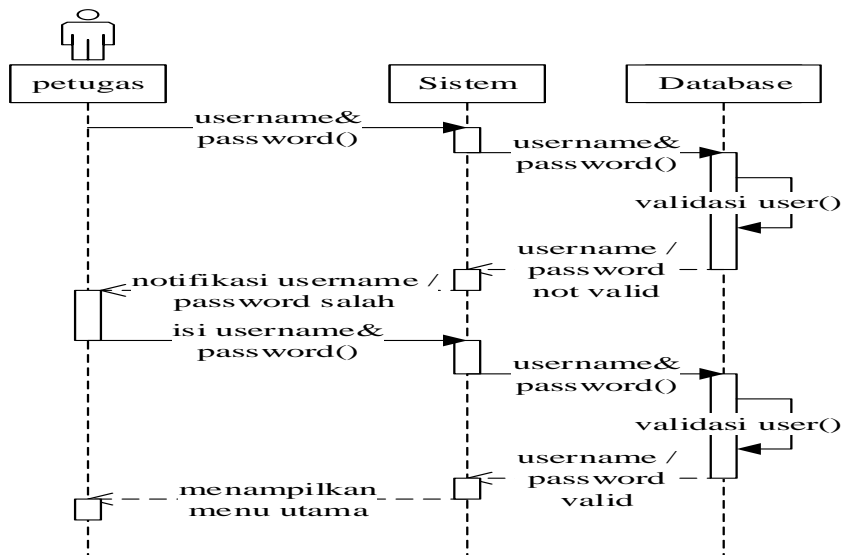 petugas
Sistem
Database
username&
password()
username&
password()
validasi user()
username /
password
not valid
notifikasi username /
password salah
isi username&
password()
username&
password()
validasi user()
username /
password
valid
menampilkan
menu utama